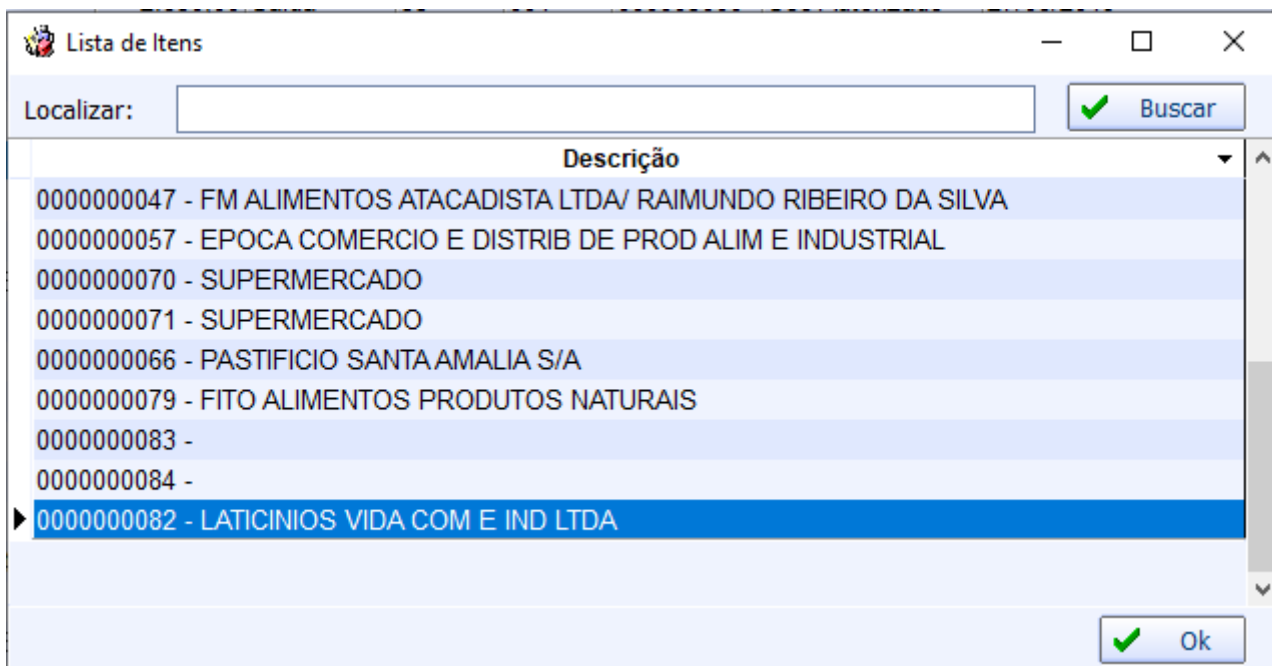 Lista de Itens
Localizar:
Buscar
Descrição
0000000047 - FM ALIMENTOS ATACADISTA LTDA/ RAIMUNDO RIBEIRO DA SILVA
0000000057 - EPOCA COMERCIO E DISTRIB DE PROD ALIM E INDUSTRIAL
0000000070 - SUPERMERCADO
0000000071 - SUPERMERCADO
0000000066 - PASTIFICIO SANTA AMALIA S/A
0000000079 - FITO ALIMENTOS PRODUTOS NATURAIS
0000000083 -
0000000084 -
0000000082 - LATICINIOS VIDA COM E IND LTDA
Ok